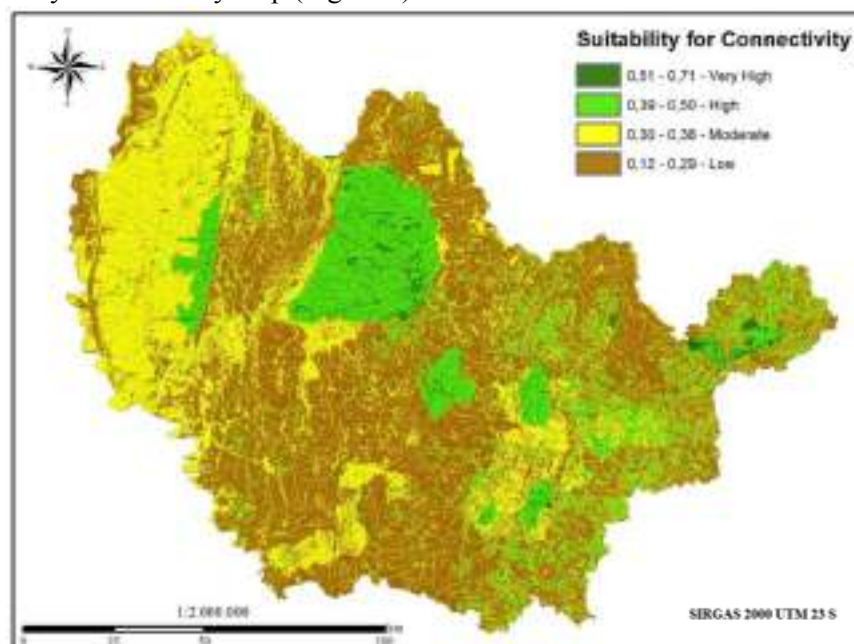 Suitability for Connectivity
0,51 - 0,71 - Very High
0,39 - 0,50 - High
0,30 - 0,38 - Moderate
0,12 - 0,29 - Low
1:2.000.000
SIRGAS 2000 UTM 23 S